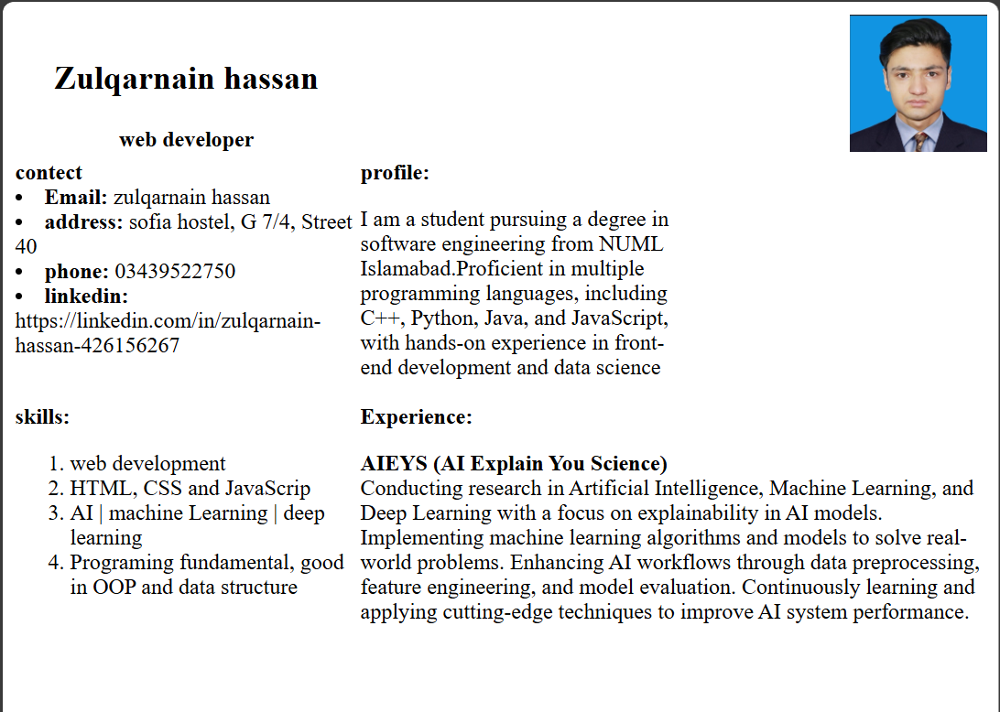 Zulqarnain hassan
web developer
contect
• Email: zulqarnain hassan
• address: sofia hostel, G 7/4, Street
40
• phone: 03439522750
• linkedin:
https://linkedin.com/in/zulqarnain-
hassan-426156267
profile:
I am a student pursuing a degree in
software engineering from NUML
Islamabad.Proficient in multiple
programming languages, including
C++, Python, Java, and JavaScript,
with hands-on experience in front-
end development and data science
skills:
1. web development
2. HTML, CSS and JavaScrip
3. AI | machine Learning | deep
learning
4. Programing fundamental, good
in OOP and data structure
Experience:
AIEYS (AI Explain You Science)
Conducting research in Artificial Intelligence, Machine Learning, and
Deep Learning with a focus on explainability in AI models.
Implementing machine learning algorithms and models to solve real-
world problems. Enhancing AI workflows through data preprocessing,
feature engineering, and model evaluation. Continuously learning and
applying cutting-edge techniques to improve AI system performance.